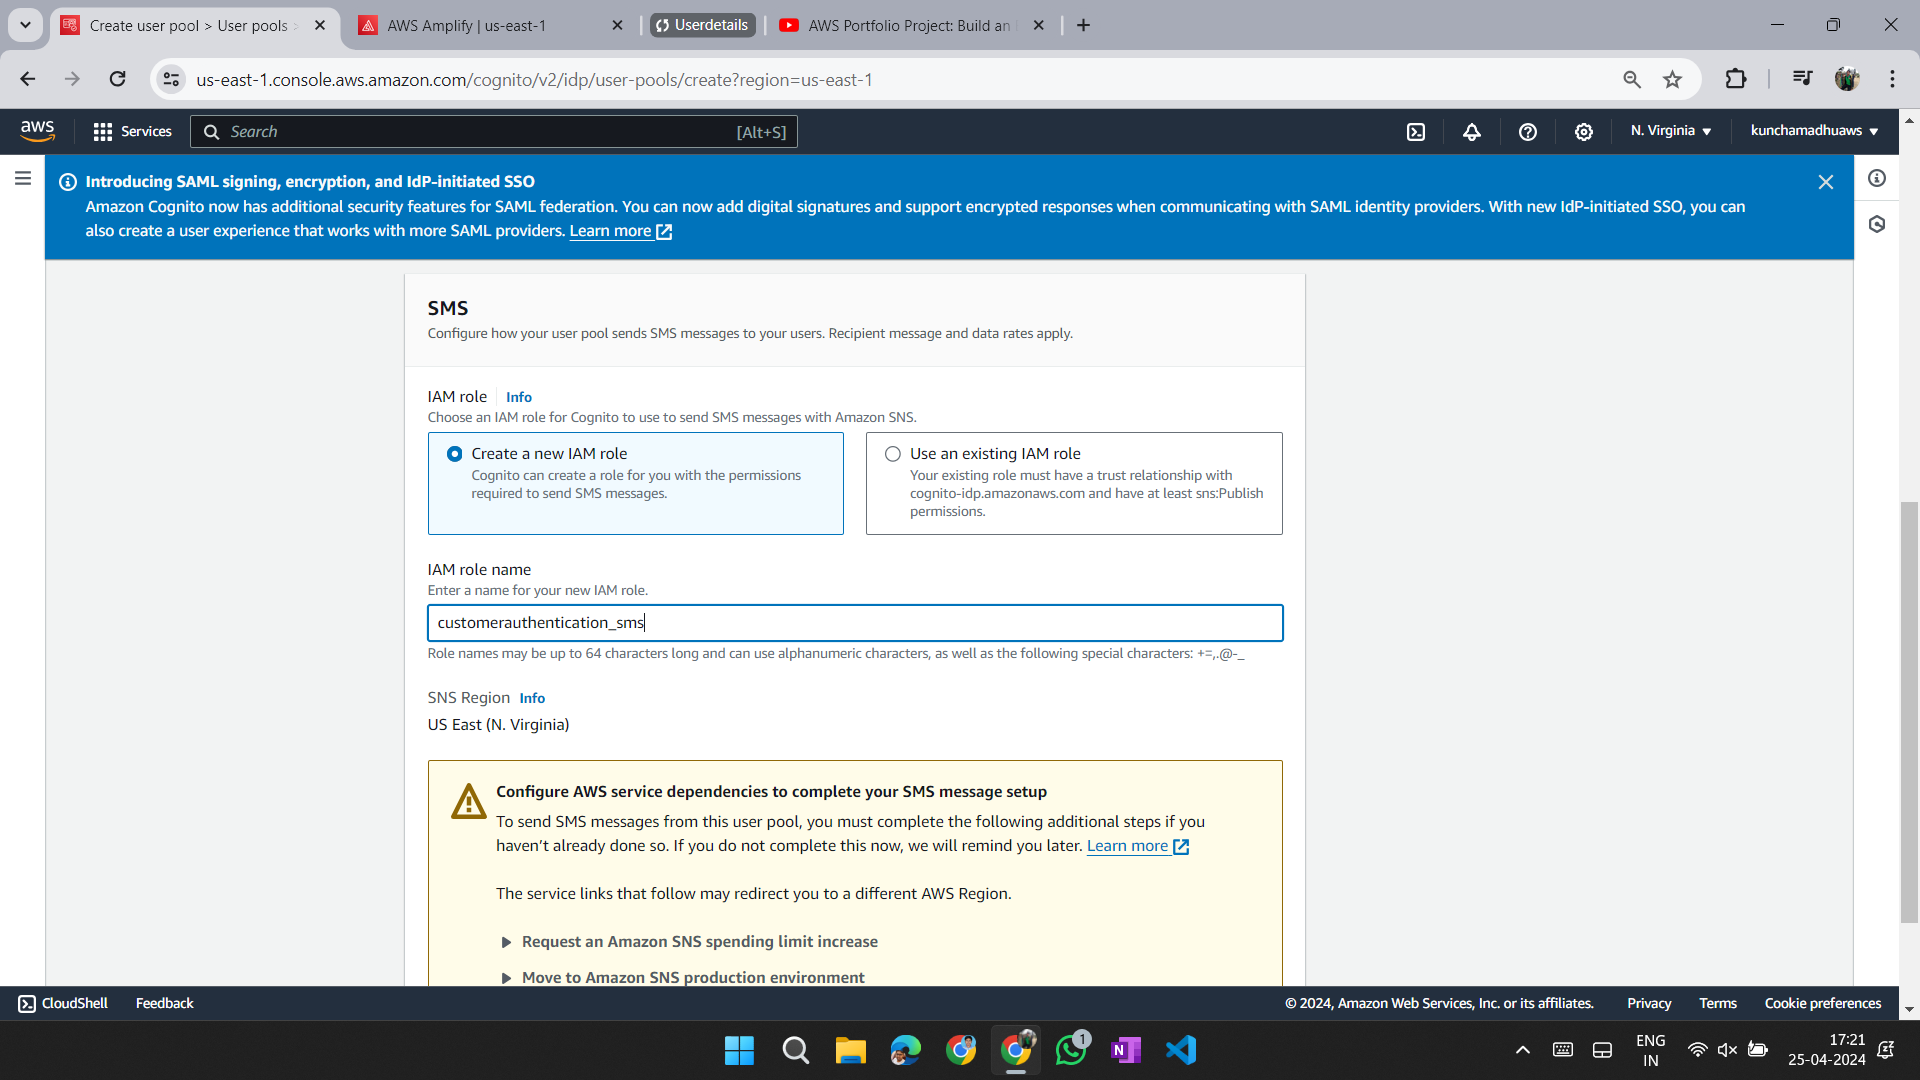 Create user pool > User pools >
AWS Amplify | us-east-1
Userdetails
AWS Portfolio Project: Build an
us-east-1.console.aws.amazon.com/cognito/v2/idp/user-pools/create?region=us-east-1
aws
Services
Search
[Alt+S]
N. Virginia
kunchamadhuaws
Introducing SAML signing, encryption, and IdP-initiated SSO
Amazon Cognito now has additional security features for SAML federation. You can now add digital signatures and support encrypted responses when communicating with SAML identity providers. With new IdP-initiated SSO, you can
also create a user experience that works with more SAML providers. Learn more
SMS
Configure how your user pool sends SMS messages to your users. Recipient message and data rates apply.
IAM role
Info
Choose an IAM role for Cognito to use to send SMS messages with Amazon SNS.
Create a new IAM role
Cognito can create a role for you with the permissions
required to send SMS messages.
Use an existing IAM role
Your existing role must have a trust relationship with
cognito-idp.amazonaws.com and have at least sns:Publish
permissions.
IAM role name
Enter a name for your new IAM role.
customerauthentication_sms
Role names may be up to 64 characters long and can use alphanumeric characters, as well as the following special characters: +=,.@-_
SNS Region
Info
US East (N. Virginia)
Configure AWS service dependencies to complete your SMS message setup
To send SMS messages from this user pool, you must complete the following additional steps if you
haven't already done so. If you do not complete this now, we will remind you later. Learn more
The service links that follow may redirect you to a different AWS Region.
Request an Amazon SNS spending limit increase
Move to Amazon SNS production environment
CloudShell
Feedback
© 2024, Amazon Web Services, Inc. or its affiliates.
Privacy
Terms
Cookie preferences
1
N
ENG
IN
17:21
25-04-2024